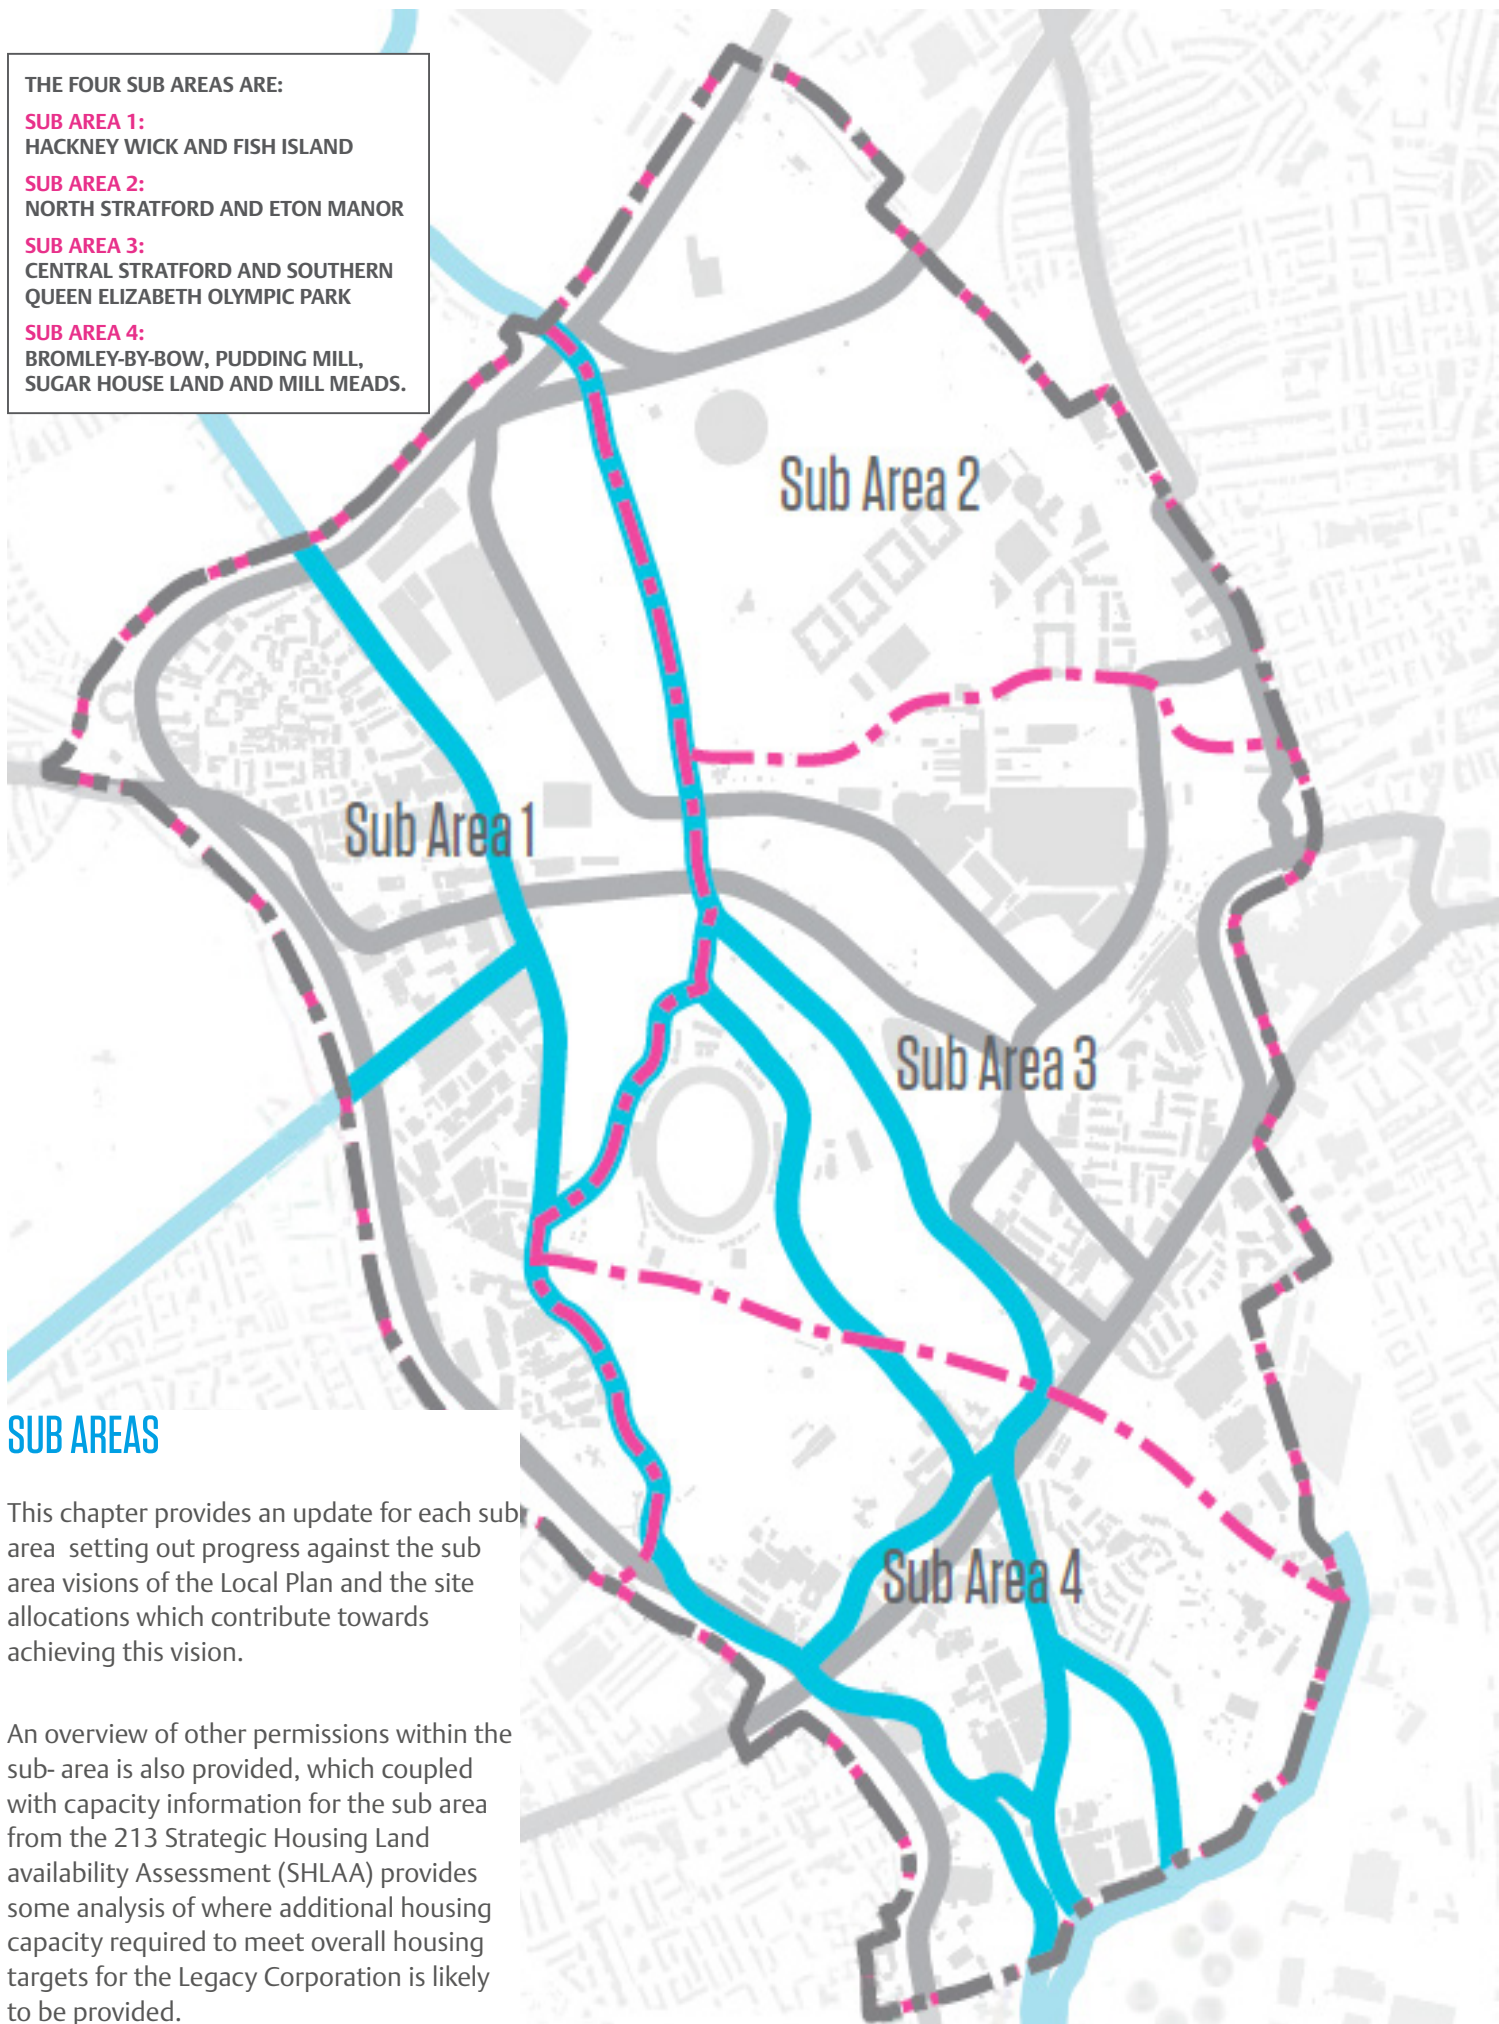 THE FOUR SUB AREAS ARE:
SUB AREA 1:
HACKNEY WICK AND FISH ISLAND
SUB AREA 2:
NORTH STRATFORD AND ETON MANOR
SUB AREA 3:
CENTRAL STRATFORD AND SOUTHERN
QUEEN ELIZABETH OLYMPIC PARK
SUB AREA 4:
BROMLEY-BY-BOW, PUDDING MILL,
SUGAR HOUSE LAND AND MILL MEADS.
Sub Area 2
Sub Area 1
Sub Area 3
Sub Area 4
SUB AREAS
This chapter provides an update for each sub
area setting out progress against the sub
area visions of the Local Plan and the site
allocations which contribute towards
achieving this vision.
An overview of other permissions within the
sub- area is also provided, which coupled
with capacity information for the sub area
from the 213 Strategic Housing Land
availability Assessment (SHLAA) provides
some analysis of where additional housing
capacity required to meet overall housing
targets for the Legacy Corporation is likely
to be provided.